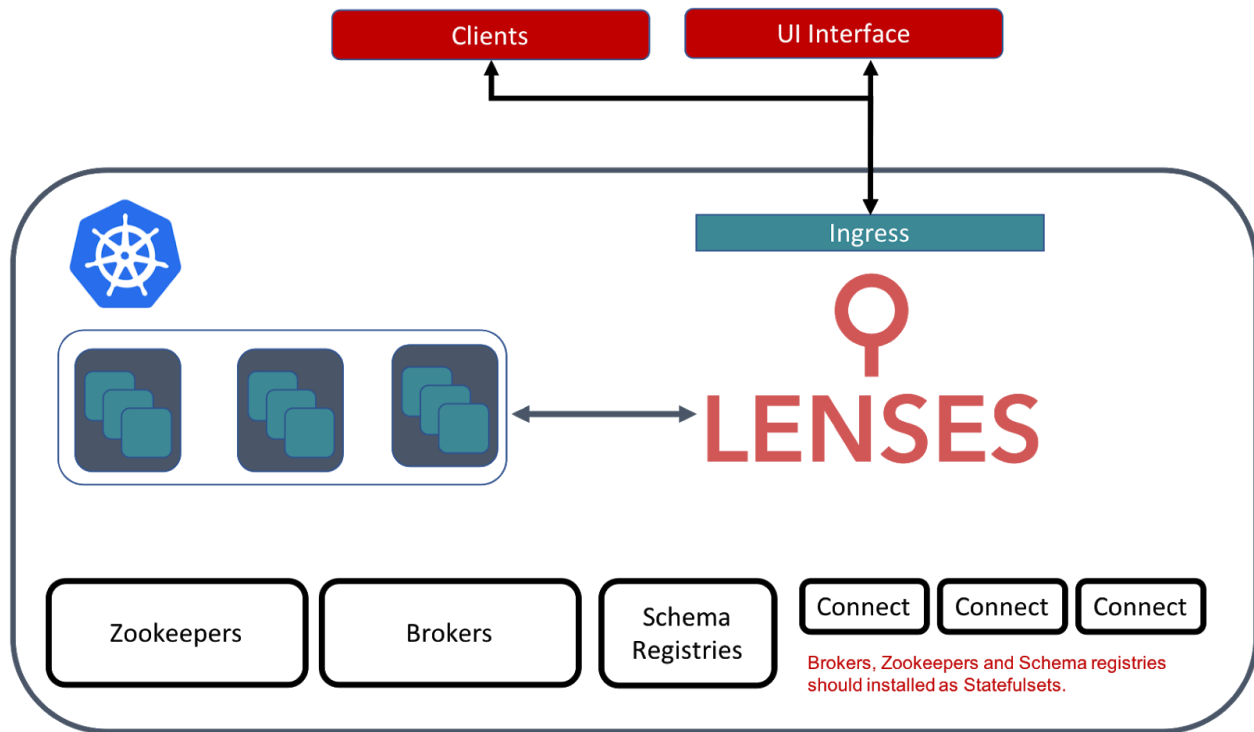 Clients
UI Interface
Ingress
LENSES
Zookeepers
Brokers
Schema
Registries
Connect
Connect
Connect
Brokers, Zookeepers and Schema registries
should installed as Statefulsets.